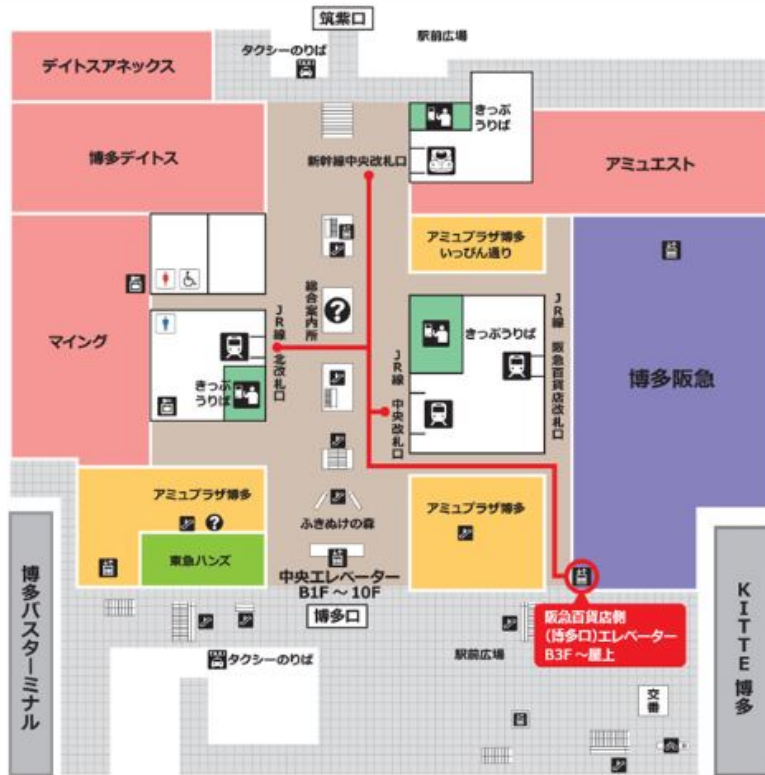 筑紫口
駅前広場
タクシーのりば
TAXI
デイトスアネックス
きっぷ
うりば
博多デイトス
新幹線中央改札口
アミュエスト
アミュプラザ博多
いっぴん通り
総合案内所
?
マイング
JR線 北改札口
きっぷ
うりば
JR線 中央改札口
きっぷうりば
JR線 阪急百貨店改札口
博多阪急
アミュプラザ博多
?
東急ハンズ
ふきぬけの森
中央エレベーター
B1F ～ 10F
博多口
アミュプラザ博多
阪急百貨店側
(博多口)エレベーター
B3F ～屋上
博多バスターミナル
TAXI
タクシーのりば
駅前広場
交番
KITTE 博多